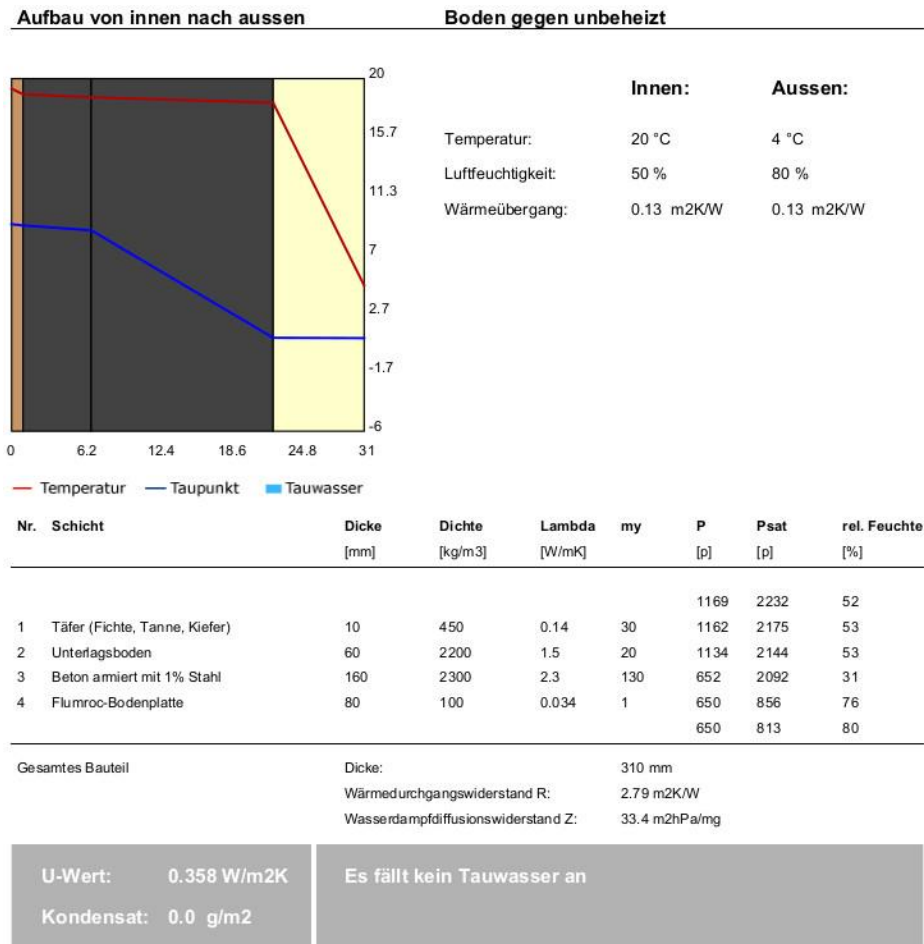 Aufbau von innen nach aussen
Boden gegen unbeheizt
20
15.7
11.3
7
2.7
-1.7
-6
0 6.2 12.4 18.6 24.8 31
Temperatur Taupunkt Tauwasser
Innen: Aussen:
Temperatur: 20 °C 4 °C
Luftfeuchtigkeit: 50 % 80 %
Wärmeübergang: 0.13 m2K/W 0.13 m2K/W
Nr. Schicht Dicke Dichte Lambda my P Psat rel. Feuchte
[mm] [kg/m3] [W/mK] [p] [p] [%]
1169 2232 52
1 Täfer (Fichte, Tanne, Kiefer) 10 450 0.14 30 1162 2175 53
2 Unterlagsboden 60 2200 1.5 20 1134 2144 53
3 Beton armiert mit 1% Stahl 160 2300 2.3 130 652 2092 31
4 Flumroc-Bodenplatte 80 100 0.034 1 650 856 76
650 813 80
Gesamtes Bauteil Dicke: 310 mm
Wärmedurchgangswiderstand R: 2.79 m2K/W
Wasserdampfdiffusionswiderstand Z: 33.4 m2hPa/mg
U-Wert: 0.358 W/m2K
Kondensat: 0.0 g/m2
Es fällt kein Tauwasser an